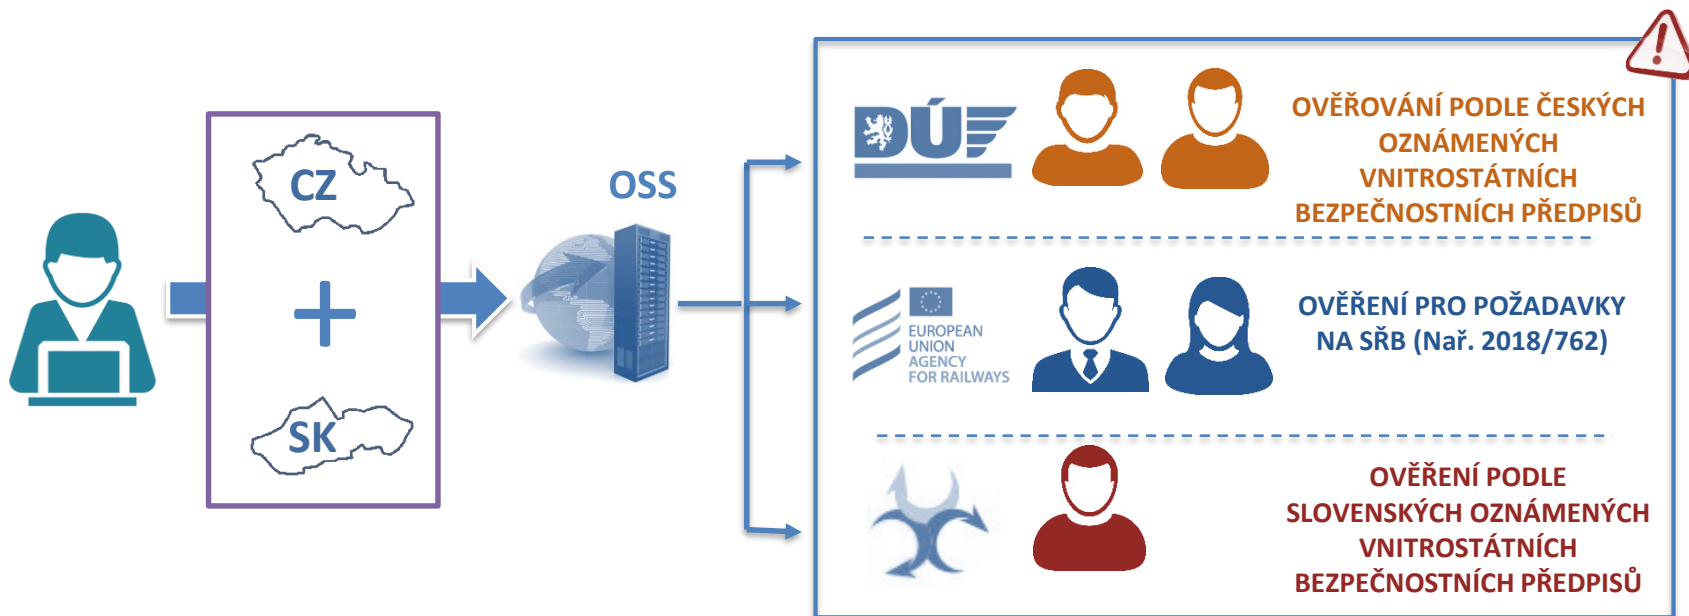 CZ
SK
OSS
DÚ
OVĚŘOVÁNÍ PODLE ČESKÝCH
OZNÁMENÝCH
VNITROSTÁTNÍCH
BEZPEČNOSTNÍCH PŘEDPISŮ
EUROPEAN
UNION
AGENCY
FOR RAILWAYS
OVĚŘENÍ PRO POŽADAVKY
NA SŘB (Nař. 2018/762)
OVĚŘENÍ PODLE
SLOVENSKÝCH OZNÁMENÝCH
VNITROSTÁTNÍCH
BEZPEČNOSTNÍCH PŘEDPISŮ